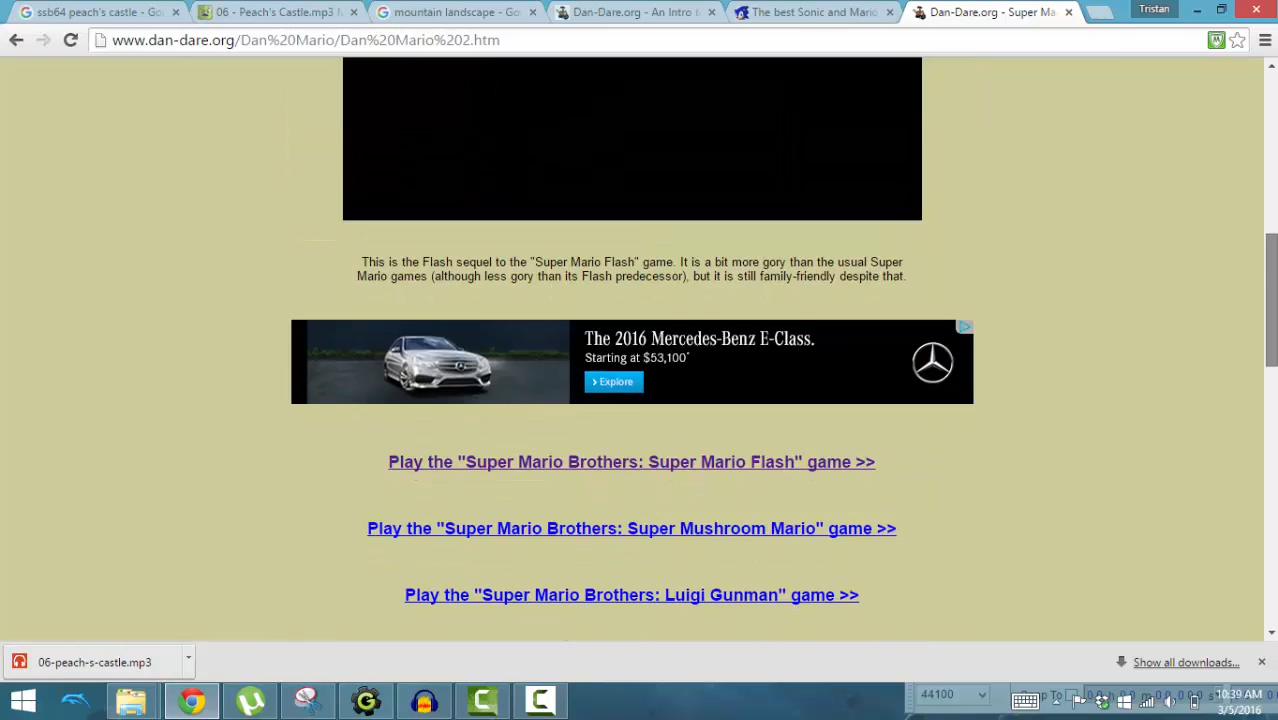 ssb64 peach's castle - Go
06 - Peach's Castle.mp3
mountain landscape - Go
Dan-Dare.org - An Intro t
The best Sonic and Mario
Dan-Dare.org - Super Ma
Tristan
www.dan-dare.org/Dan%20Mario/Dan%20Mario%202.htm
This is the Flash sequel to the "Super Mario Flash" game. It is a bit more gory than the usual Super
Mario games (although less gory than its Flash predecessor), but it is still family-friendly despite that.
The 2016 Mercedes-Benz E-Class.
Starting at $53,100*
› Explore
Play the "Super Mario Brothers: Super Mario Flash" game >>
Play the "Super Mario Brothers: Super Mushroom Mario" game >>
Play the "Super Mario Brothers: Luigi Gunman" game >>
06-peach-s-castle.mp3
Show all downloads...
44100
10:39 AM
3/5/2016